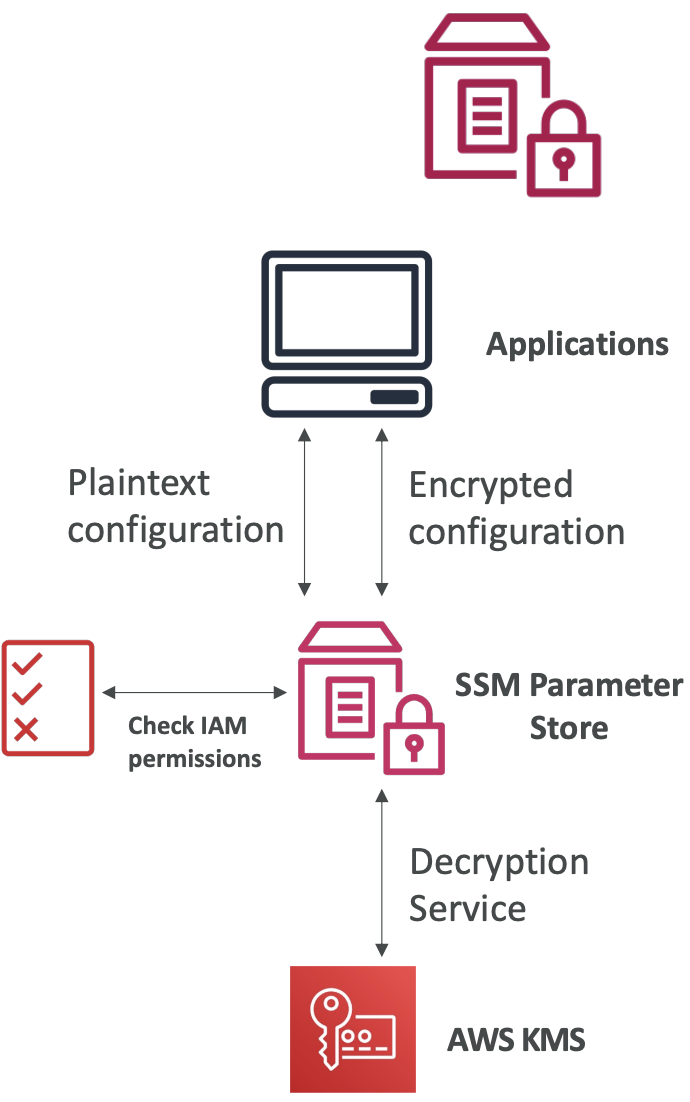 Applications
Plaintext
configuration
Encrypted
configuration
SSM Parameter
Store
Check IAM
permissions
Decryption
Service
AWS KMS